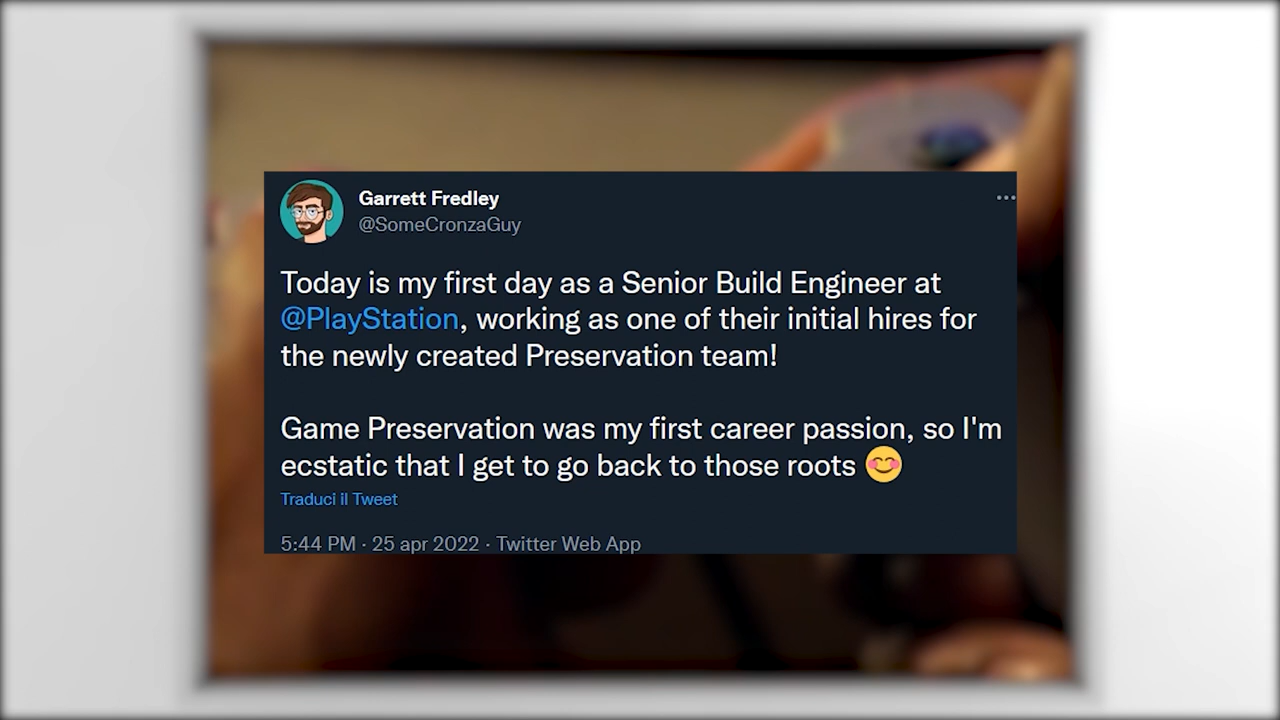 Garrett Fredley
@SomeCronzaGuy
Today is my first day as a Senior Build Engineer at
@PlayStation, working as one of their initial hires for
the newly created Preservation team!
Game Preservation was my first career passion, so I'm
ecstatic that I get to go back to those roots 😊
Traduci il Tweet
5:44 PM · 25 apr 2022 · Twitter Web App